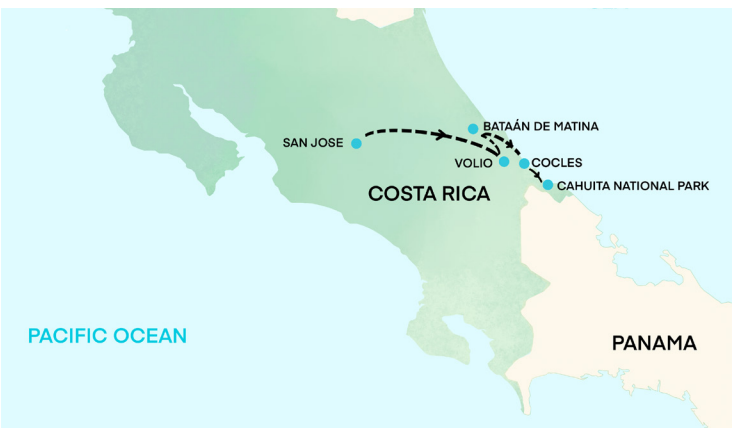 BATAÁN DE MATINA
SAN JOSE
VOLIO
COCLES
CAHUITA NATIONAL PARK
COSTA RICA
PACIFIC OCEAN
PANAMA